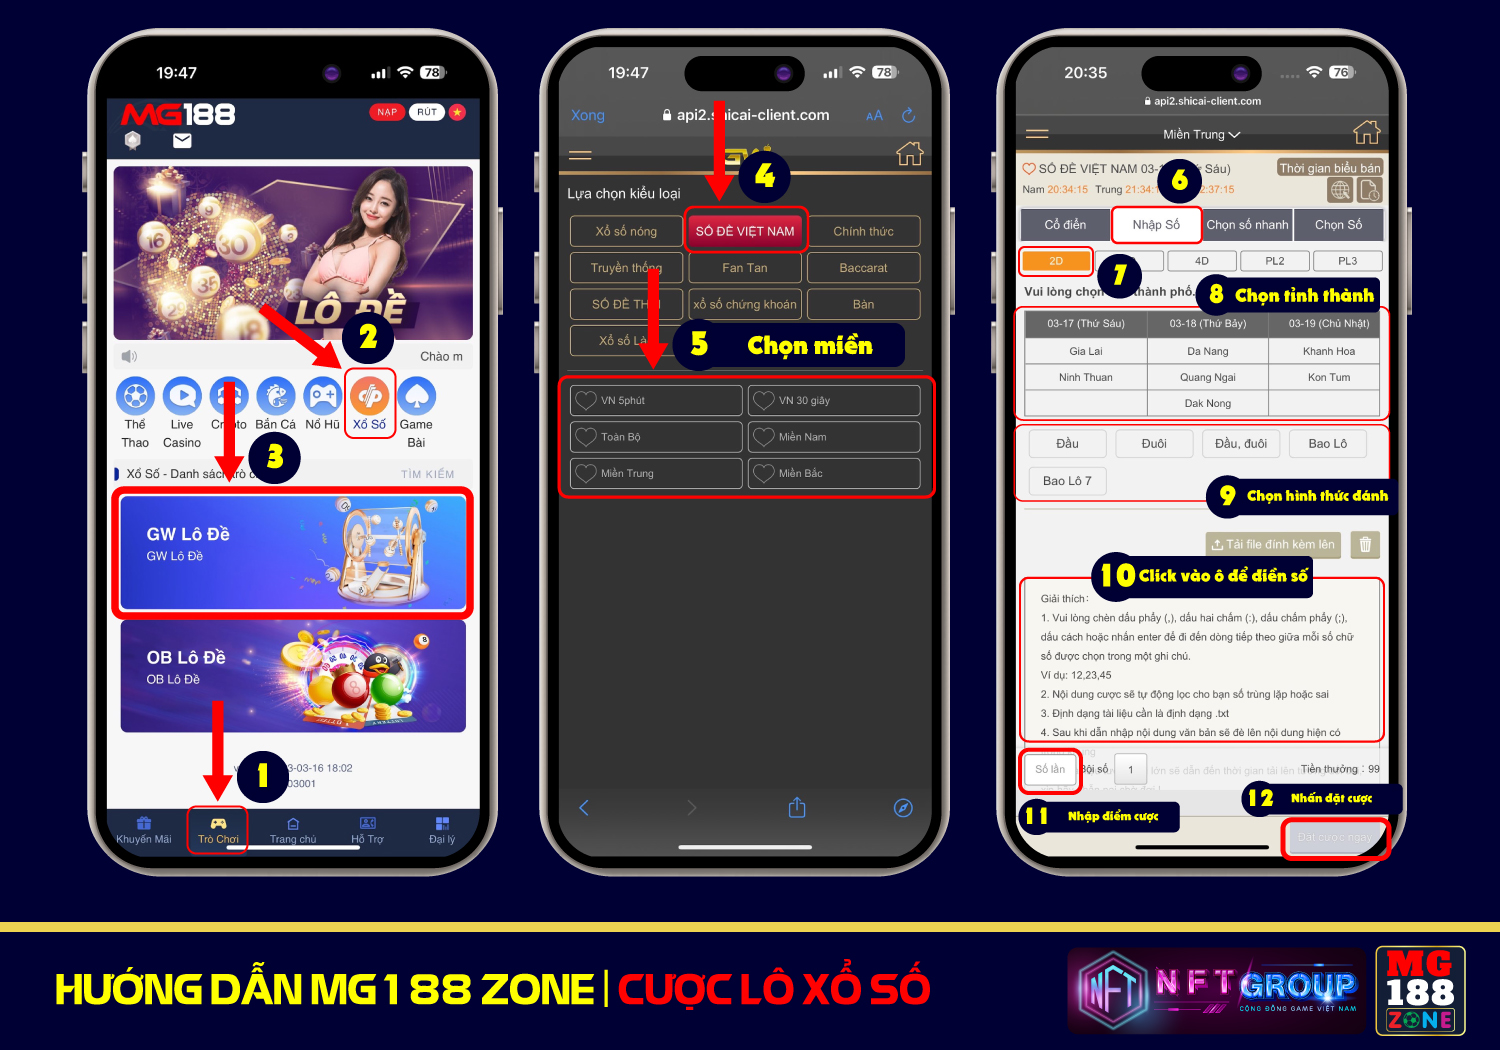 19:47
78
MG188
NẠP
RÚT
LÔ ĐỀ
2
Chào m
Thể Thao
Live Casino
Bắn Cá
Nổ Hũ
Xổ Số
Game Bài
3
Xổ Số - Danh sách trò c
TÌM KIẾM
GW Lô Đề
GW Lô Đề
OB Lô Đề
OB Lô Đề
3-03-16 18:02
1
03001
Khuyến Mãi
Trò Chơi
Trang chủ
Hỗ Trợ
Đại lý
19:47
78
Xong
api2.shicai-client.com
AA
4
Lựa chọn kiểu loại
Xổ số nóng
SỐ ĐỀ VIỆT NAM
Chính thức
Truyền thống
Fan Tan
Baccarat
SỐ ĐỀ TH
xổ số chứng khoán
Bàn
Xổ số Là
5 Chọn miền
VN 5phút
VN 30 giây
Toàn Bộ
Miền Nam
Miền Trung
Miền Bắc
20:35
76
api2.shicai-client.com
Miền Trung
SỐ ĐỀ VIỆT NAM 03-
Sáu)
6
Thời gian biểu bán
Nam 20:34:15 Trung 21:34:
2:37:15
Cổ điển
Nhập Số
Chọn số nhanh
Chọn Số
2D
7
4D
PL2
PL3
Vui lòng chọn
thành phố.
8 Chọn tỉnh thành
03-17 (Thứ Sáu)
03-18 (Thứ Bảy)
03-19 (Chủ Nhật)
Gia Lai
Da Nang
Khanh Hoa
Ninh Thuan
Quang Ngai
Kon Tum
Dak Nong
Đầu
Đuôi
Đầu, đuôi
Bao Lô
Bao Lô 7
9 Chọn hình thức đánh
Tải file đính kèm lên
10 Click vào ô để điền số
Giải thích:
1. Vui lòng chèn dấu phẩy (,), dấu hai chấm (:), dấu chấm phẩy (;),
dấu cách hoặc nhấn enter để đi đến dòng tiếp theo giữa mỗi số chữ
số được chọn trong một ghi chú.
Ví dụ: 12,23,45
2. Nội dung cược sẽ tự động lọc cho bạn số trùng lặp hoặc sai
3. Định dạng tài liệu cần là định dạng .txt
4. Sau khi dẫn nhập nội dung văn bản sẽ đè lên nội dung hiện có
Số lần
Bội số
1
lớn sẽ dẫn đến thời gian tải lên
Tiền thưởng : 99
12 Nhấn đặt cược
11 Nhập điểm cược
Đặt cược ngay
HƯỚNG DẪN MG188 ZONE | CƯỢC LÔ XỔ SỐ
NFT
NFT GROUP
CỘNG ĐỒNG GAME VIỆT NAM
MG
188
ZONE